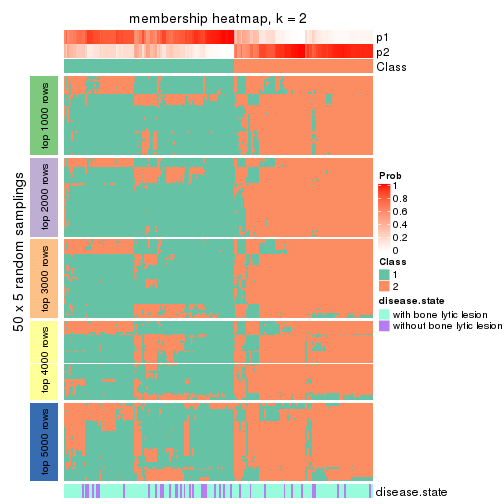 membership heatmap, k = 2
p1
p2
Class
50 x 5 random samplings
top 1000 rows
top 2000 rows
top 3000 rows
top 4000 rows
top 5000 rows
Prob
1
0.8
0.6
0.4
0.2
0
Class
1
2
disease.state
with bone lytic lesion
without bone lytic lesion
disease.state